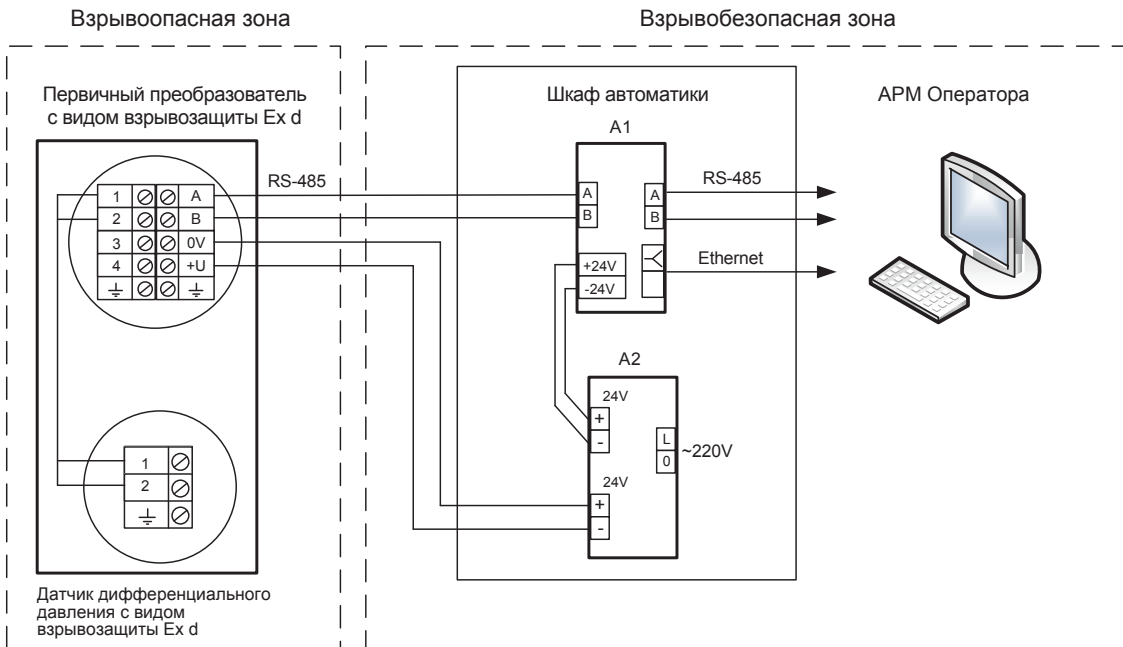 Взрывоопасная зона
Взрывобезопасная зона
Первичный преобразователь
с видом взрывозащиты Ex d
Шкаф автоматики
АРМ Оператора
A1
RS-485
RS-485
1 A
2 B
3 0V
4 +U
A
B
A
B
+24V
-24V
Ethernet
A2
24V
+
-
L
0
~220V
24V
+
-
1
2
Датчик дифференциального
давления с видом
взрывозащиты Ex d